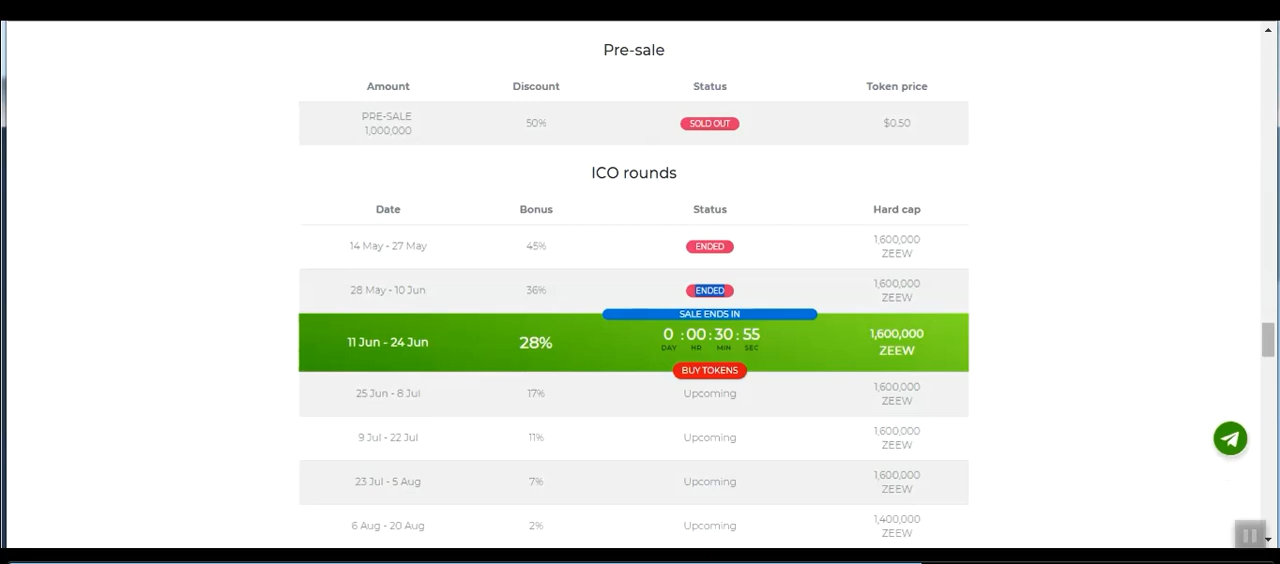 Pre-sale
Amount Discount Status Token price
PRE-SALE
1,000,000 50% SOLD OUT $0.50
ICO rounds
Date Bonus Status Hard cap
14 May - 27 May 45% ENDED 1,600,000
ZEEW
28 May - 10 Jun 36% ENDED 1,600,000
ZEEW
SALE ENDS IN
11 Jun - 24 Jun 28% 0 : 00 : 30 : 55 1,600,000
DAY HR MIN SEC ZEEW
BUY TOKENS
25 Jun - 8 Jul 17% Upcoming 1,600,000
ZEEW
9 Jul - 22 Jul 11% Upcoming 1,600,000
ZEEW
23 Jul - 5 Aug 7% Upcoming 1,600,000
ZEEW
6 Aug - 20 Aug 2% Upcoming 1,400,000
ZEEW